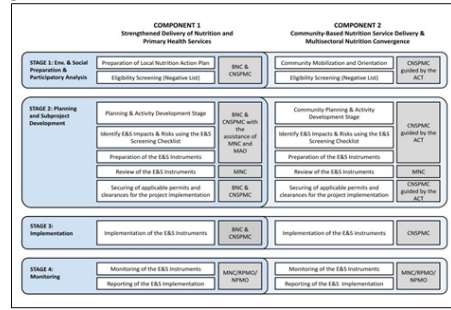 COMPONENT 1
Strengthened Delivery of Nutrition and
Primary Health Services
COMPONENT 2
Community-Based Nutrition Service Delivery &
Multisectoral Nutrition Convergence
STAGE 1: Env. & Social
Preparation &
Participatory Analysis
Preparation of Local Nutrition Action Plan
Eligibility Screening (Negative List)
BNC &
CNSPMC
Community Mobilization and Orientation
Eligibility Screening (Negative List)
CNSPMC
guided by the
ACT
STAGE 2: Planning
and Subproject
Development
Planning & Activity Development Stage
Identify E&S Impacts & Risks using the E&S
Screening Checklist
Preparation of the E&S Instruments
Review of the E&S Instruments
Securing of applicable permits and
clearances for the project implementation
BNC &
CNSPMC with
the
assistance of
MNC and
MAO
MNC
BNC &
CNSPMC
Community Planning & Activity
Development Stage
Identify E&S Impacts & Risks using the E&S
Screening Checklist
Preparation of the E&S Instruments
Review of the E&S Instruments
Securing of applicable permits and
clearances for the project implementation
CNSPMC
guided by the
ACT
MNC
CNSPMC
guided by the
ACT
STAGE 3:
Implementation
Implementation of the E&S Instruments
BNC &
CNSPMC
Implementation of the E&S Instruments
CNSPMC
STAGE 4:
Monitoring
Monitoring of the E&S Instruments
Reporting of the E&S Implementation
MNC/RPMO/
NPMO
Monitoring of the E&S Instruments
Reporting of the E&S Implementation
MNC/RPMO/
NPMO